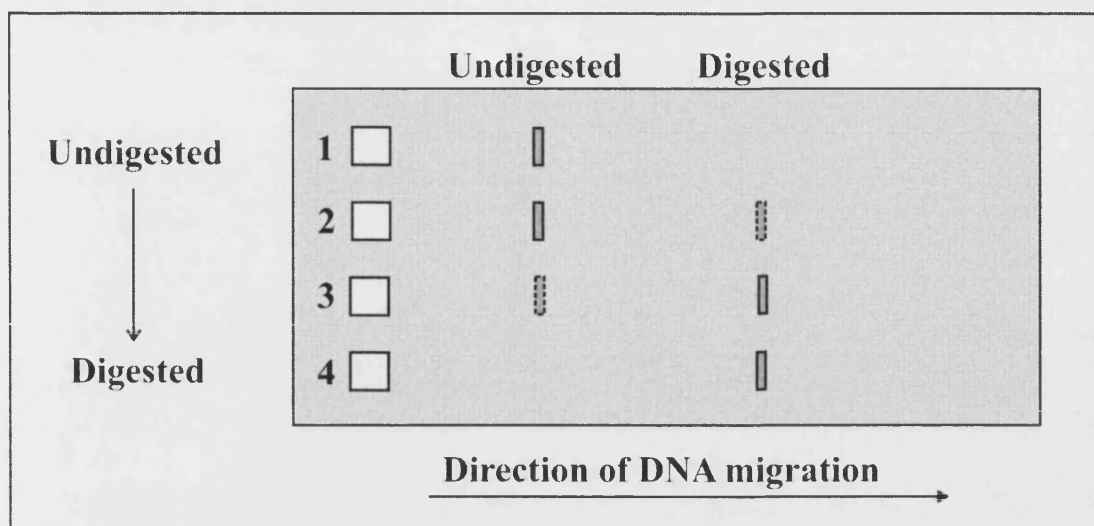 Undigested Digested
Undigested
1
2
3
Digested
4
Direction of DNA migration